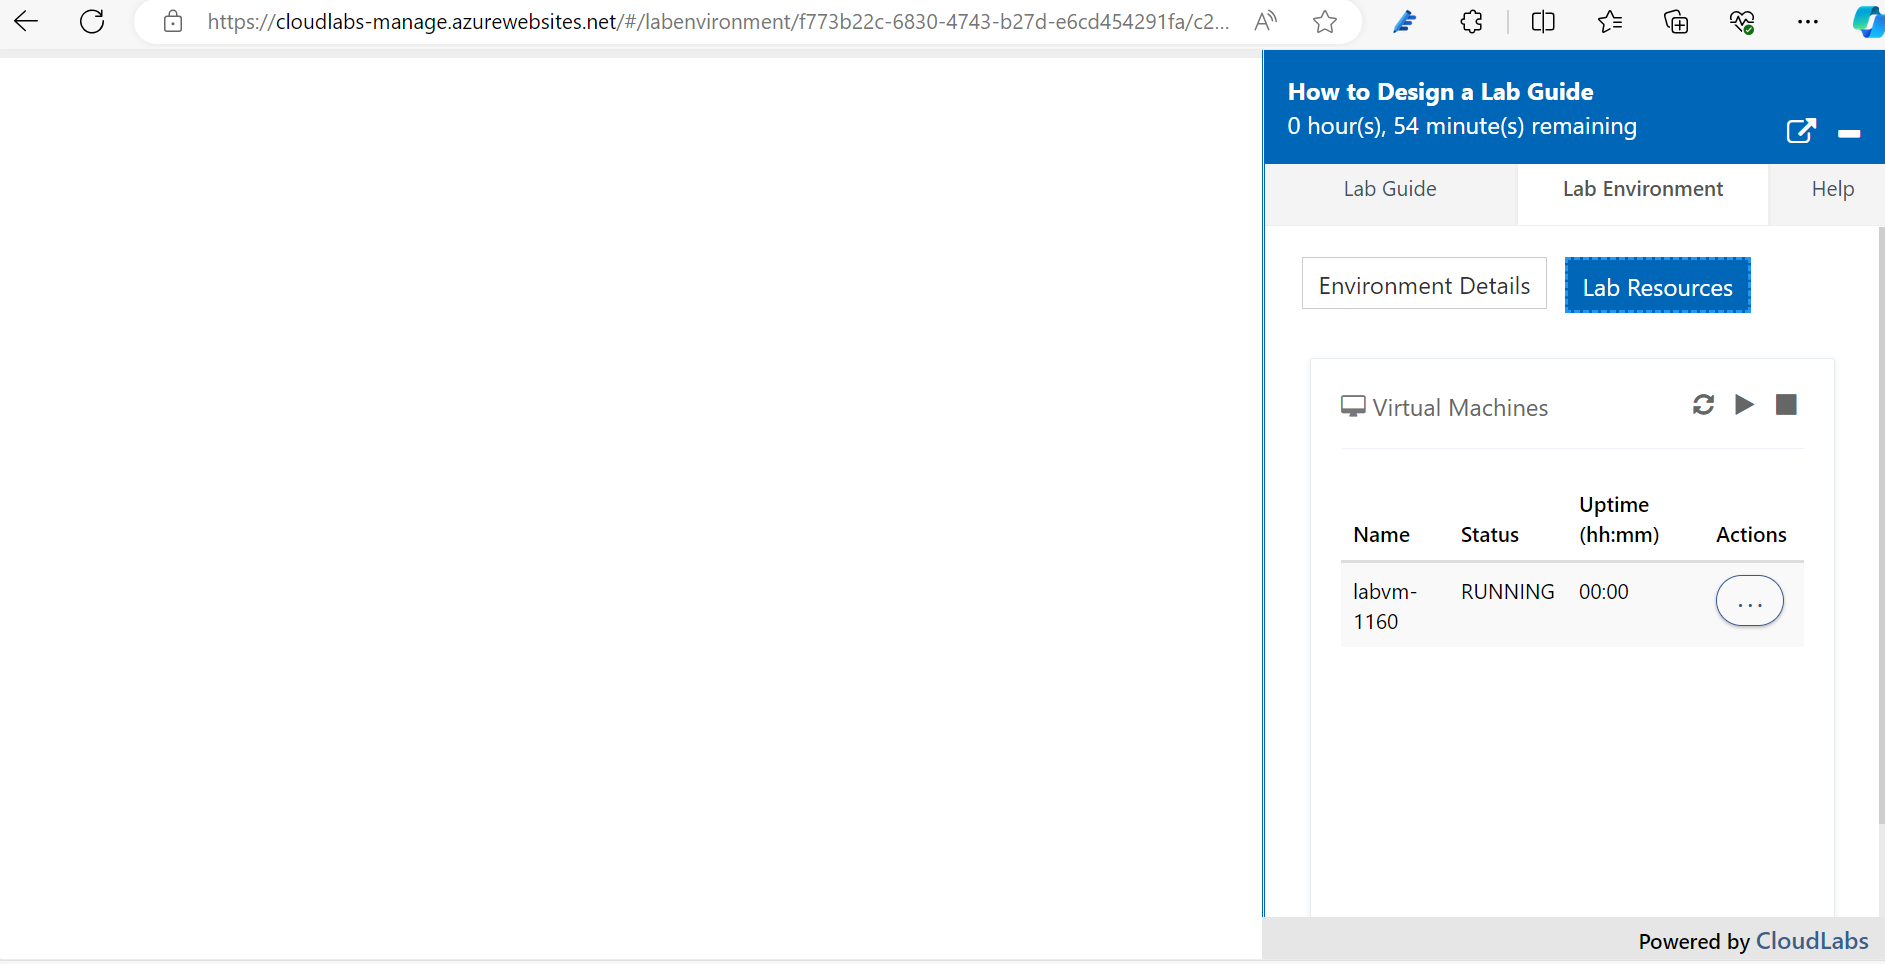 https://cloudlabs-manage.azurewebsites.net/#/labenvironment/f773b22c-6830-4743-b27d-e6cd454291fa/c2...
How to Design a Lab Guide
0 hour(s), 54 minute(s) remaining
Lab Guide Lab Environment Help
Environment Details Lab Resources
Virtual Machines
Name Status Uptime (hh:mm) Actions
labvm-1160 RUNNING 00:00 ...
Powered by CloudLabs